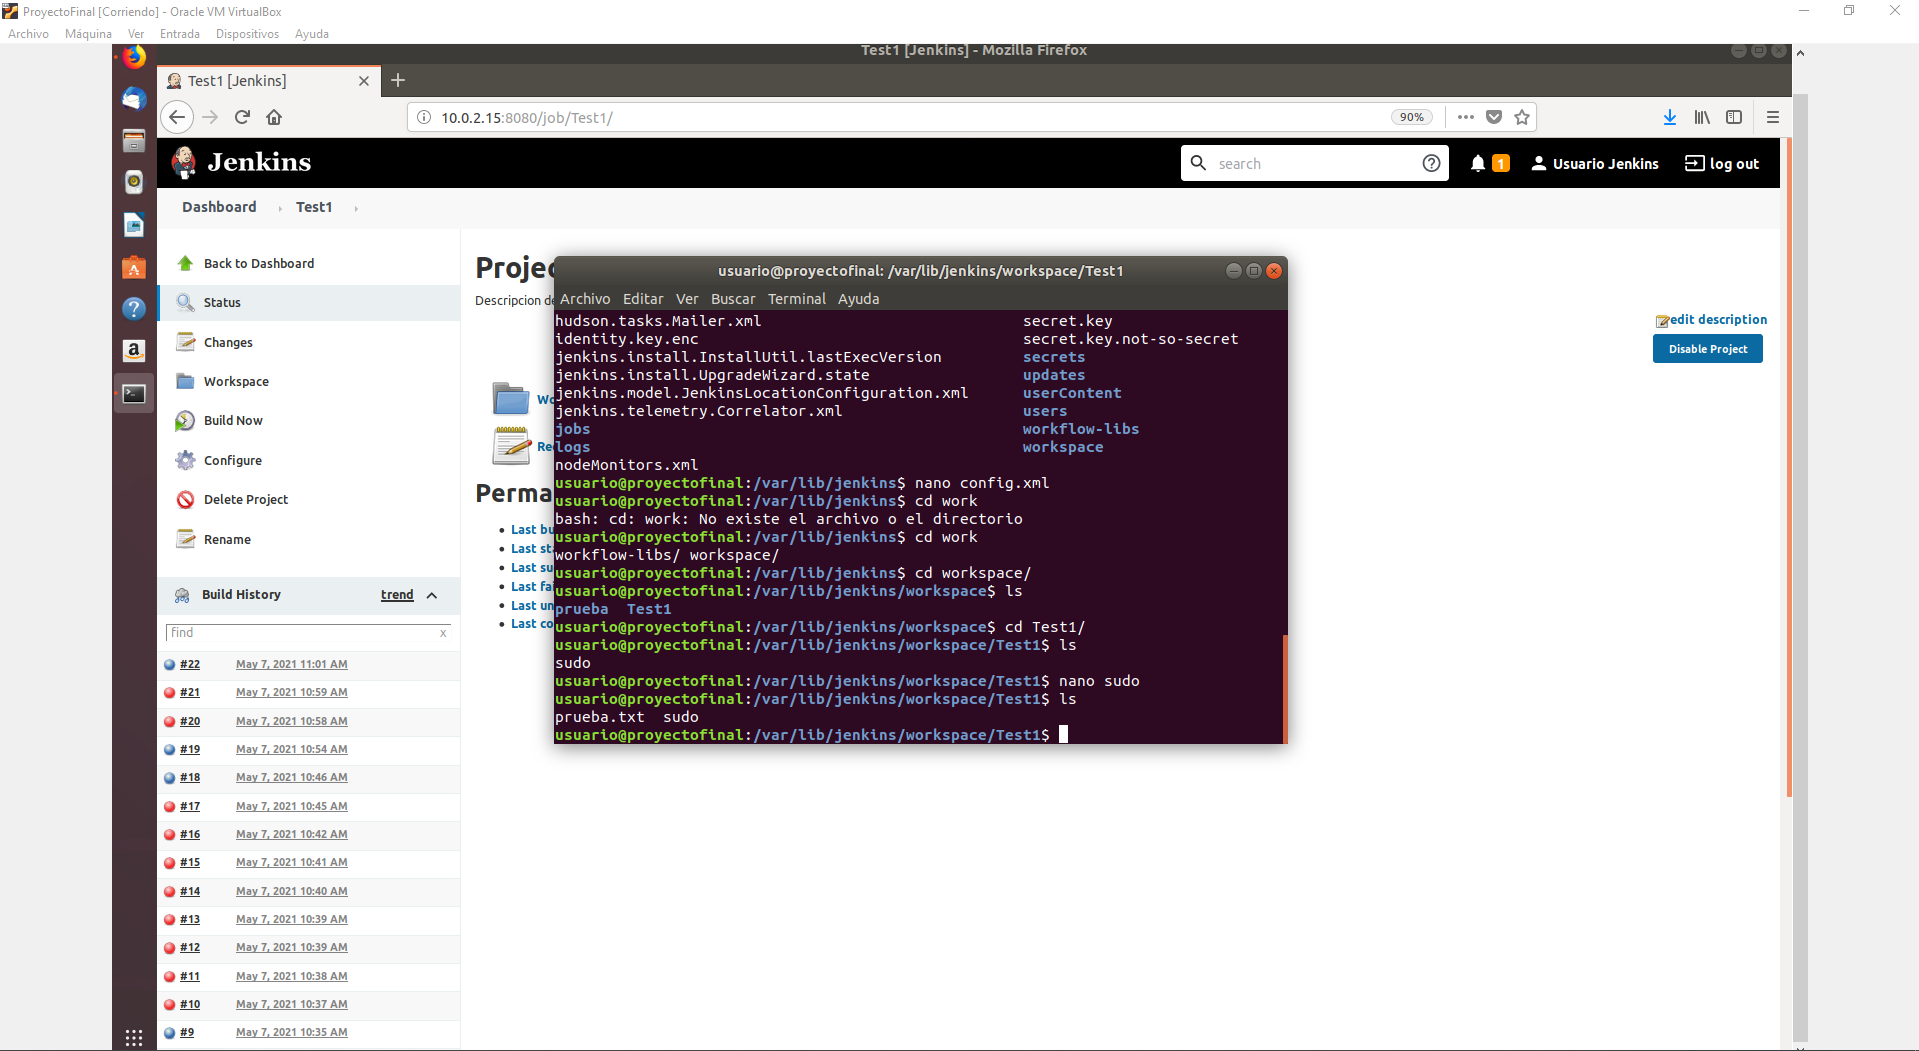 ProyectoFinal [Corriendo] - Oracle VM VirtualBox
Archivo Máquina Ver Entrada Dispositivos Ayuda
Test1 [Jenkins] - Mozilla Firefox
Test1 [Jenkins]
10.0.2.15:8080/job/Test1/
90%
Jenkins
search
1
Usuario Jenkins
log out
Dashboard
Test1
Back to Dashboard
Status
Changes
Workspace
Build Now
Configure
Delete Project
Rename
Build History
trend
find
x
#22 May 7, 2021 11:01 AM
#21 May 7, 2021 10:59 AM
#20 May 7, 2021 10:58 AM
#19 May 7, 2021 10:54 AM
#18 May 7, 2021 10:46 AM
#17 May 7, 2021 10:45 AM
#16 May 7, 2021 10:42 AM
#15 May 7, 2021 10:41 AM
#14 May 7, 2021 10:40 AM
#13 May 7, 2021 10:39 AM
#12 May 7, 2021 10:39 AM
#11 May 7, 2021 10:38 AM
#10 May 7, 2021 10:37 AM
#9 May 7, 2021 10:35 AM
Projec
Descripcion de
Wo
Re
Perma
Last bu
Last sta
Last su
Last fai
Last un
Last co
edit description
Disable Project
usuario@proyectofinal: /var/lib/jenkins/workspace/Test1
Archivo Editar Ver Buscar Terminal Ayuda
hudson.tasks.Mailer.xml secret.key
identity.key.enc secret.key.not-so-secret
jenkins.install.InstallUtil.lastExecVersion secrets
jenkins.install.UpgradeWizard.state updates
jenkins.model.JenkinsLocationConfiguration.xml userContent
jenkins.telemetry.Correlator.xml users
jobs workflow-libs
logs workspace
nodeMonitors.xml
usuario@proyectofinal:/var/lib/jenkins$ nano config.xml
usuario@proyectofinal:/var/lib/jenkins$ cd work
bash: cd: work: No existe el archivo o el directorio
usuario@proyectofinal:/var/lib/jenkins$ cd work
workflow-libs/ workspace/
usuario@proyectofinal:/var/lib/jenkins$ cd workspace/
usuario@proyectofinal:/var/lib/jenkins/workspace$ ls
prueba Test1
usuario@proyectofinal:/var/lib/jenkins/workspace$ cd Test1/
usuario@proyectofinal:/var/lib/jenkins/workspace/Test1$ ls
sudo
usuario@proyectofinal:/var/lib/jenkins/workspace/Test1$ nano sudo
usuario@proyectofinal:/var/lib/jenkins/workspace/Test1$ ls
prueba.txt sudo
usuario@proyectofinal:/var/lib/jenkins/workspace/Test1$